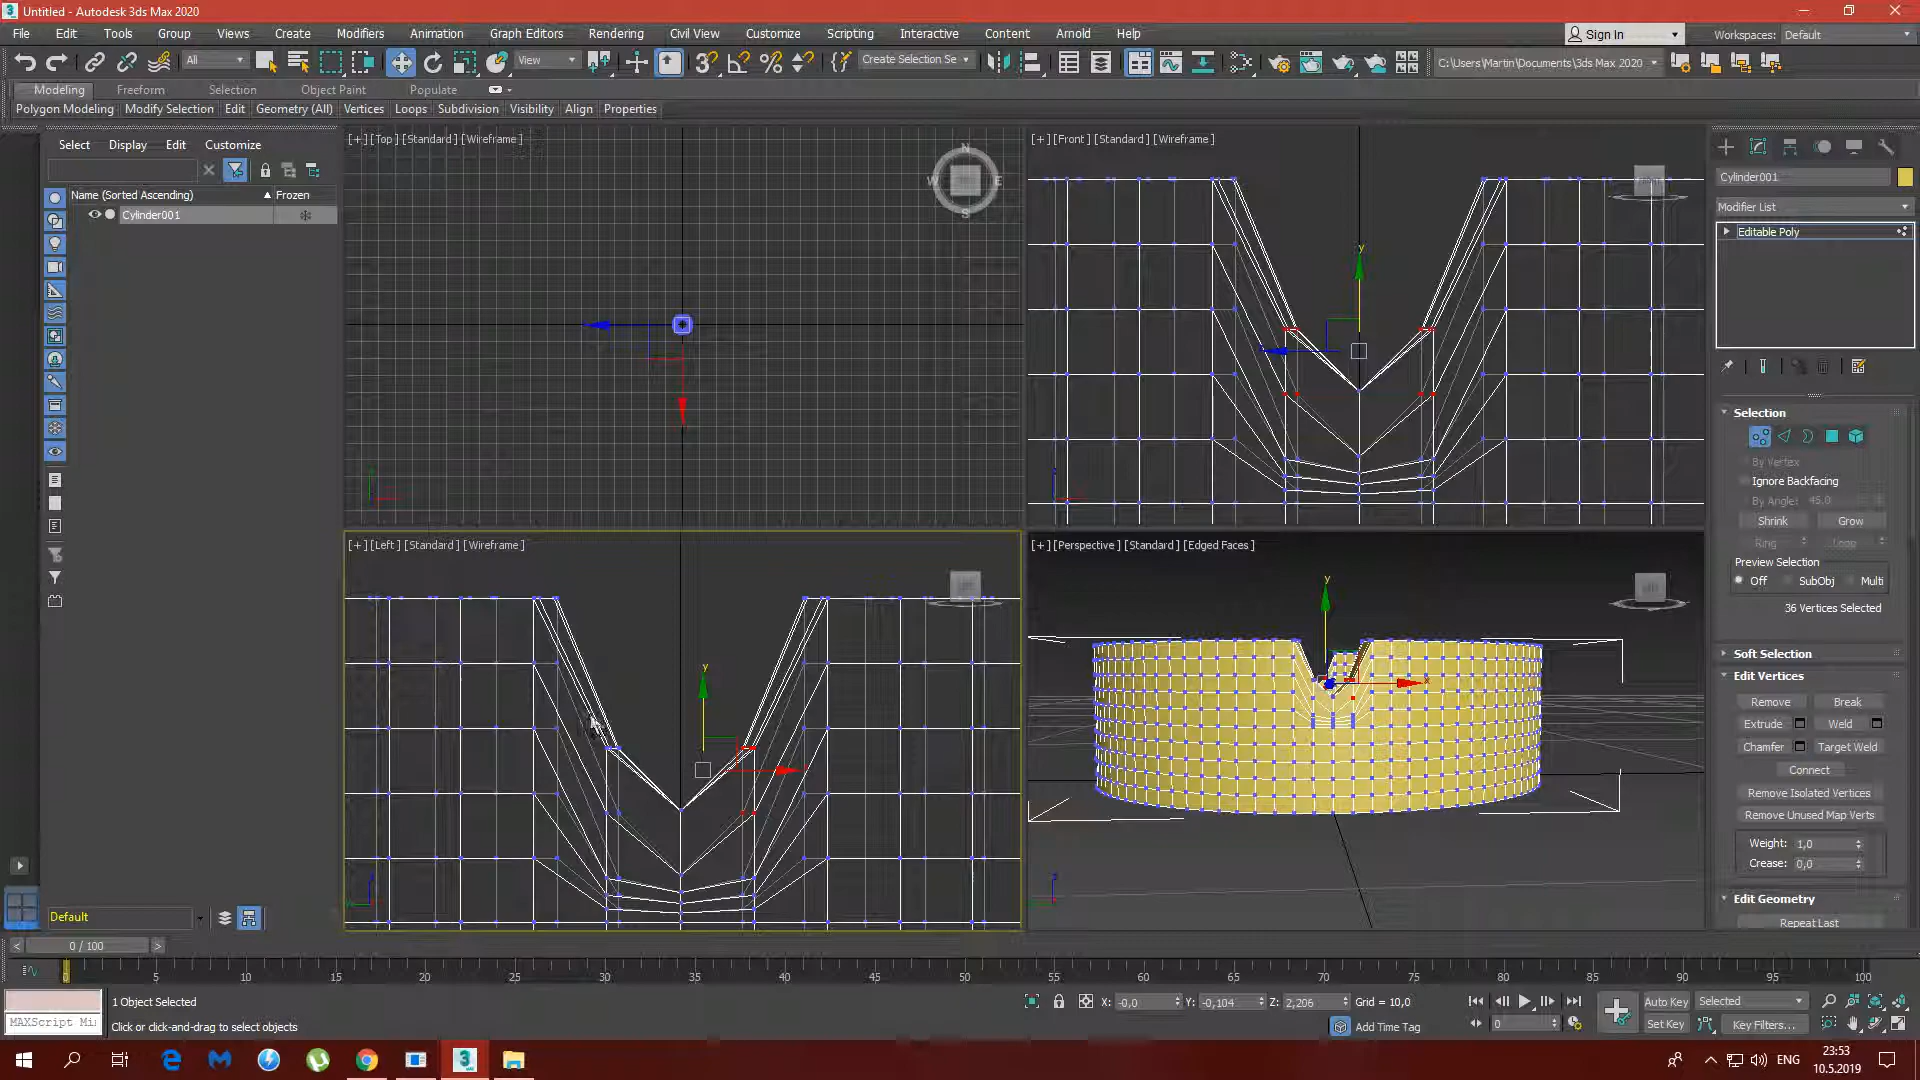 Untitled - Autodesk 3ds Max 2020
File Edit Tools Group Views Create Modifiers Animation Graph Editors Rendering Civil View Customize Scripting Interactive Content Arnold Help
Sign In
Workspaces: Default
All
View
Create Selection Se
C:\Users\Martin\Documents\3ds Max 2020
Modeling Freeform Selection Object Paint Populate
Polygon Modeling Modify Selection Edit Geometry (All) Vertices Loops Subdivision Visibility Align Properties
Select Display Edit Customize
Name (Sorted Ascending) Frozen
Cylinder001
[+] [Top] [Standard] [Wireframe]
N
W
E
S
[+] [Front] [Standard] [Wireframe]
y
[+] [Left] [Standard] [Wireframe]
y
[+] [Perspective] [Standard] [Edged Faces]
y
x
Cylinder001
Modifier List
Editable Poly
Selection
By Vertex
Ignore Backfacing
By Angle: 45,0
Shrink Grow
Ring Loop
Preview Selection
Off SubObj Multi
36 Vertices Selected
Soft Selection
Edit Vertices
Remove Break
Extrude Weld
Chamfer Target Weld
Connect
Remove Isolated Vertices
Remove Unused Map Verts
Weight: 1,0
Crease: 0,0
Edit Geometry
Repeat Last
Default
< 0 / 100 >
0 5 10 15 20 25 30 35 40 45 50 55 60 65 70 75 80 85 90 95 100
1 Object Selected
X: -0,0 Y: -0,104 Z: 2,206 Grid = 10,0
Auto Key Selected
MAXScript Mi
Click or click-and-drag to select objects
Add Time Tag
0
Set Key Key Filters...
ENG
23:53
10.5.2019